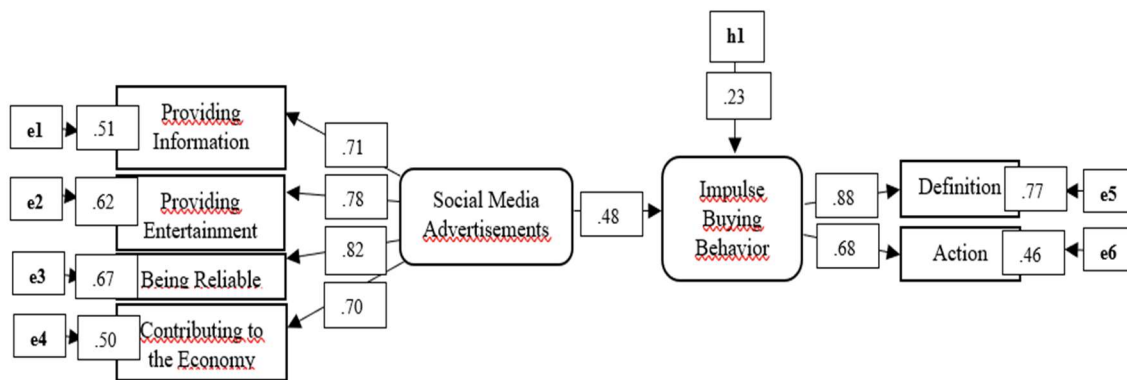 h1
.23
e1
.51
Providing
Information
.71
e2
.62
Providing
Entertainment
.78
e3
.67
Being Reliable
.82
e4
.50
Contributing to
the Economy
.70
Social Media
Advertisements
.48
Impulse
Buying
Behavior
.88
Definition
.77
e5
.68
Action
.46
e6